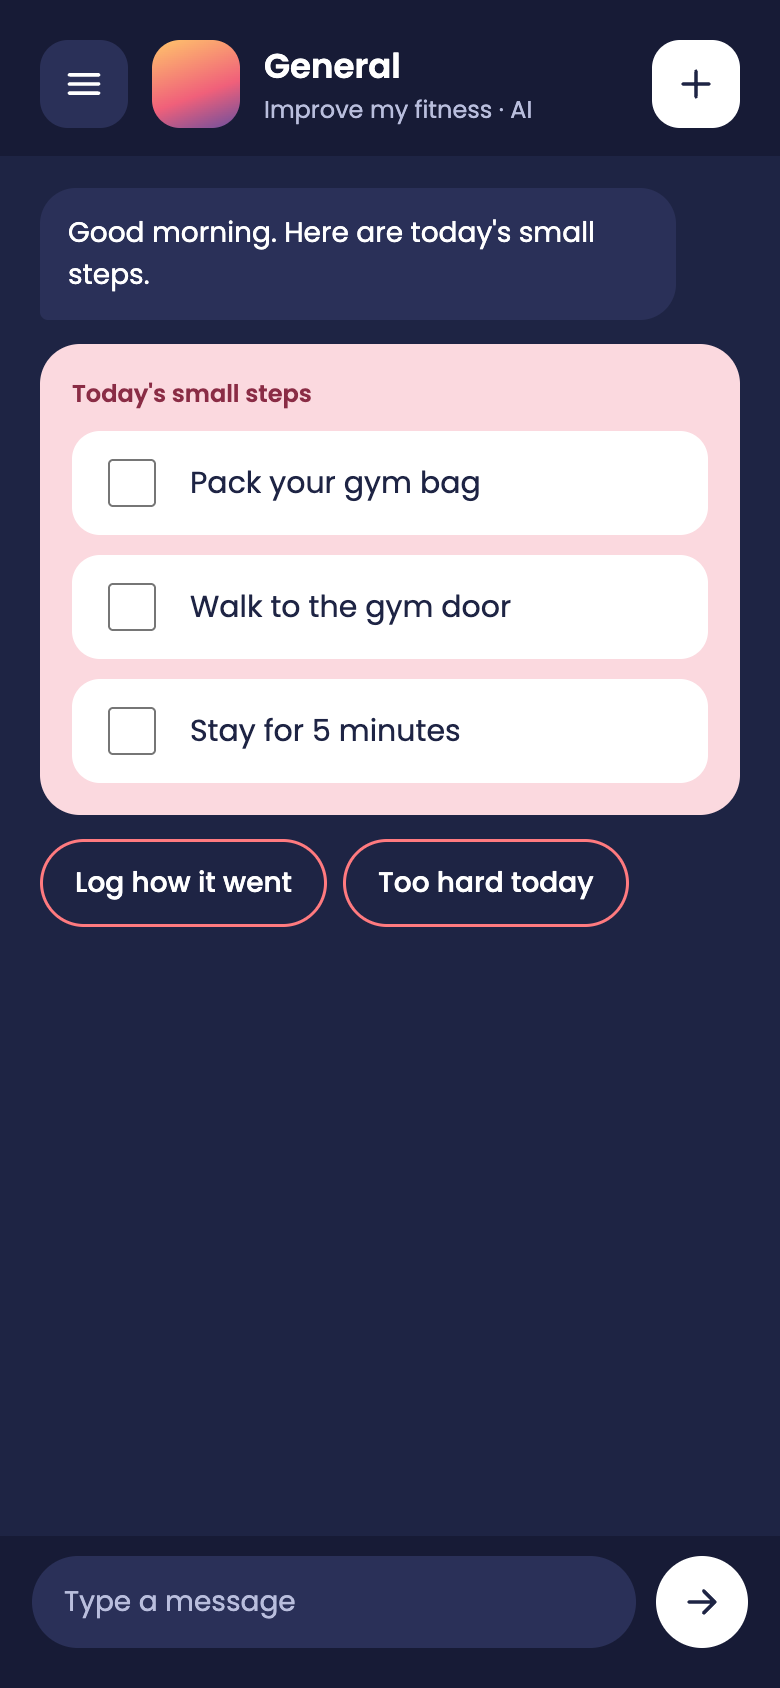 General
Improve my fitness · AI
Good morning. Here are today's small
steps.
Today's small steps
Pack your gym bag
Walk to the gym door
Stay for 5 minutes
Log how it went
Too hard today
Type a message